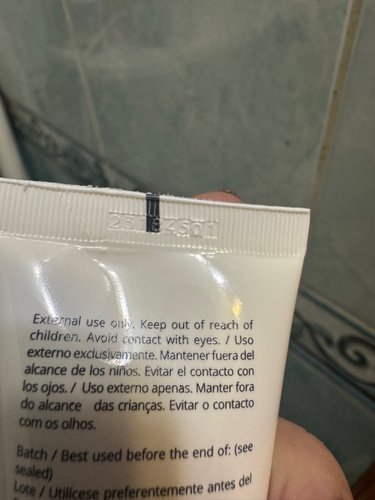 External use only. Keep out of reach of
children. Avoid contact with eyes. / Uso
externo exclusivamente. Mantener fuera del
alcance de los niños. Evitar el contacto con
los ojos. / Uso externo apenas. Manter fora
do alcance das crianças. Evitar o contacto
com os olhos.
Batch / Best used before the end of: (see
sealed)
Lote / Utilícese preferentemente antes del